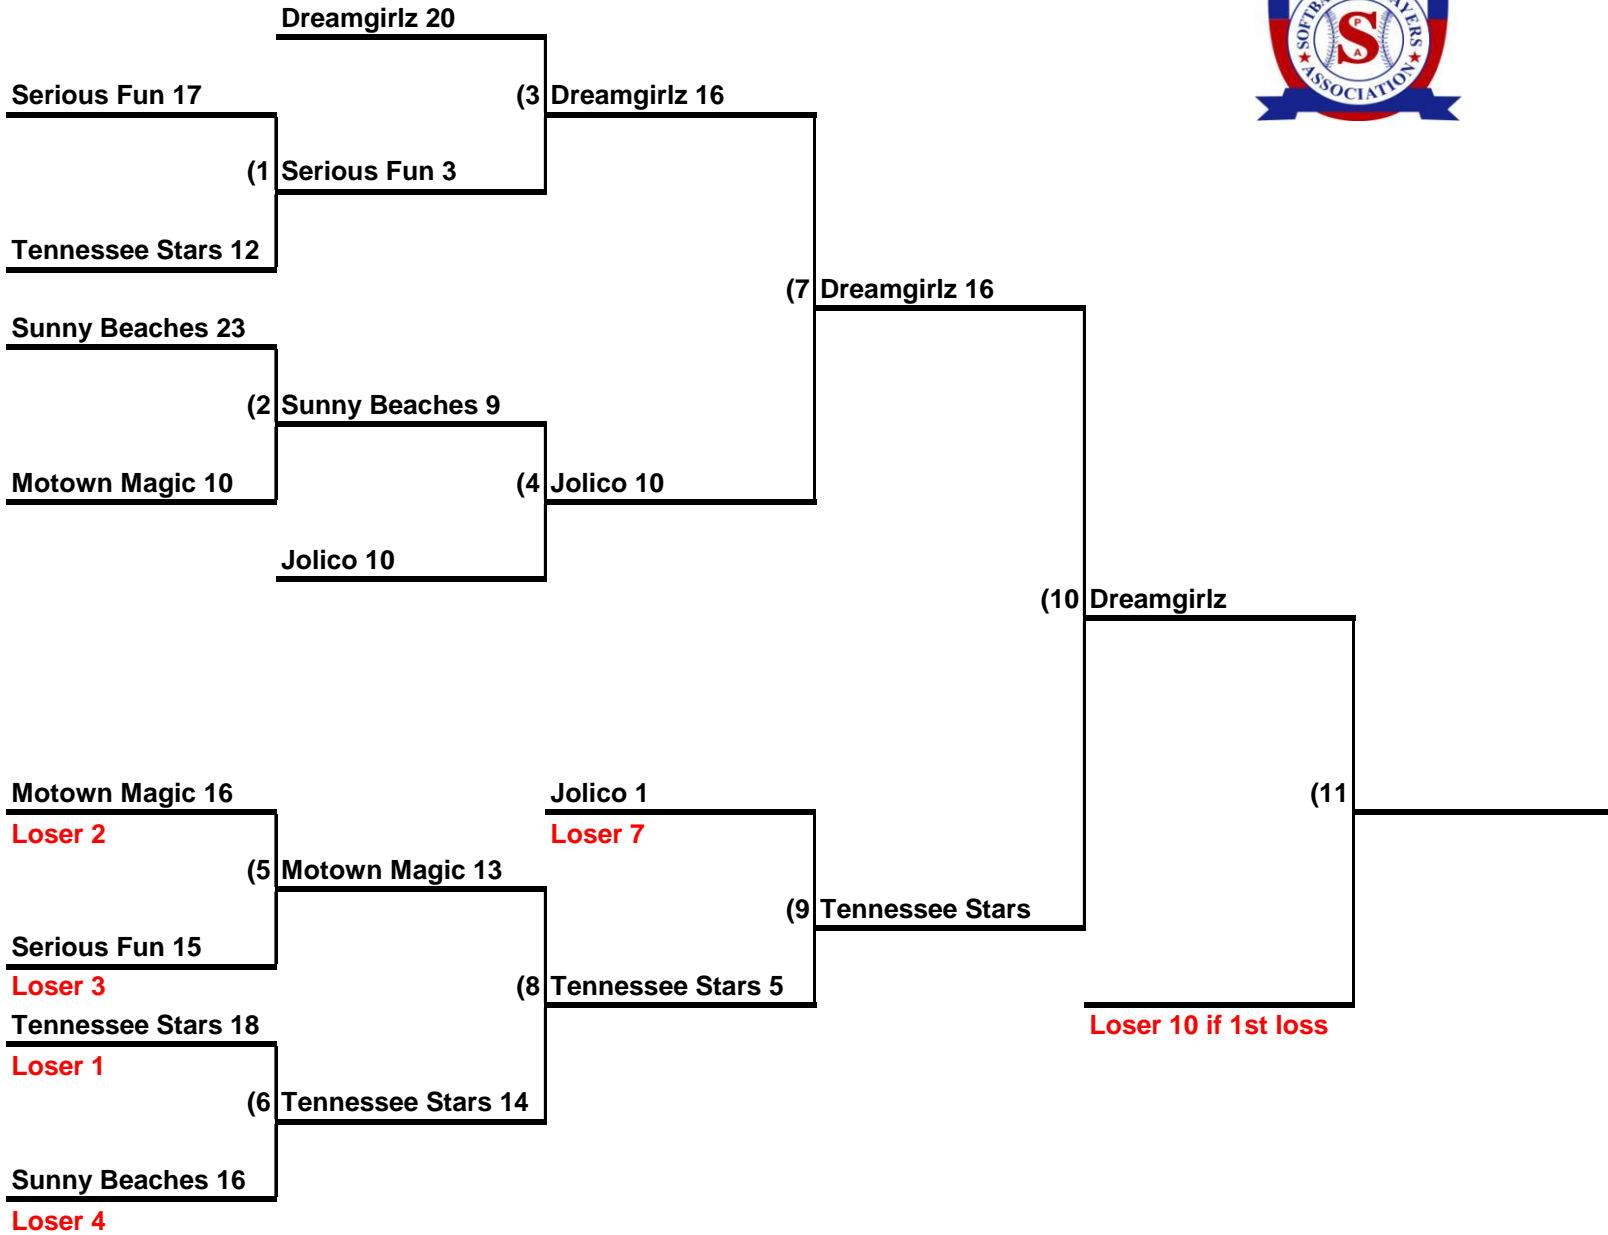 Dreamgirlz 20
Serious Fun 17
(3 Dreamgirlz 16
(1 Serious Fun 3
Tennessee Stars 12
(7 Dreamgirlz 16
Sunny Beaches 23
(2 Sunny Beaches 9
Motown Magic 10
(4 Jolico 10
Jolico 10
(10 Dreamgirlz
Motown Magic 16
Loser 2
Jolico 1
Loser 7
(11
(5 Motown Magic 13
(9 Tennessee Stars
Serious Fun 15
Loser 3
(8 Tennessee Stars 5
Tennessee Stars 18
Loser 1
Loser 10 if 1st loss
(6 Tennessee Stars 14
Sunny Beaches 16
Loser 4
S
P
A
ASSOCIATION